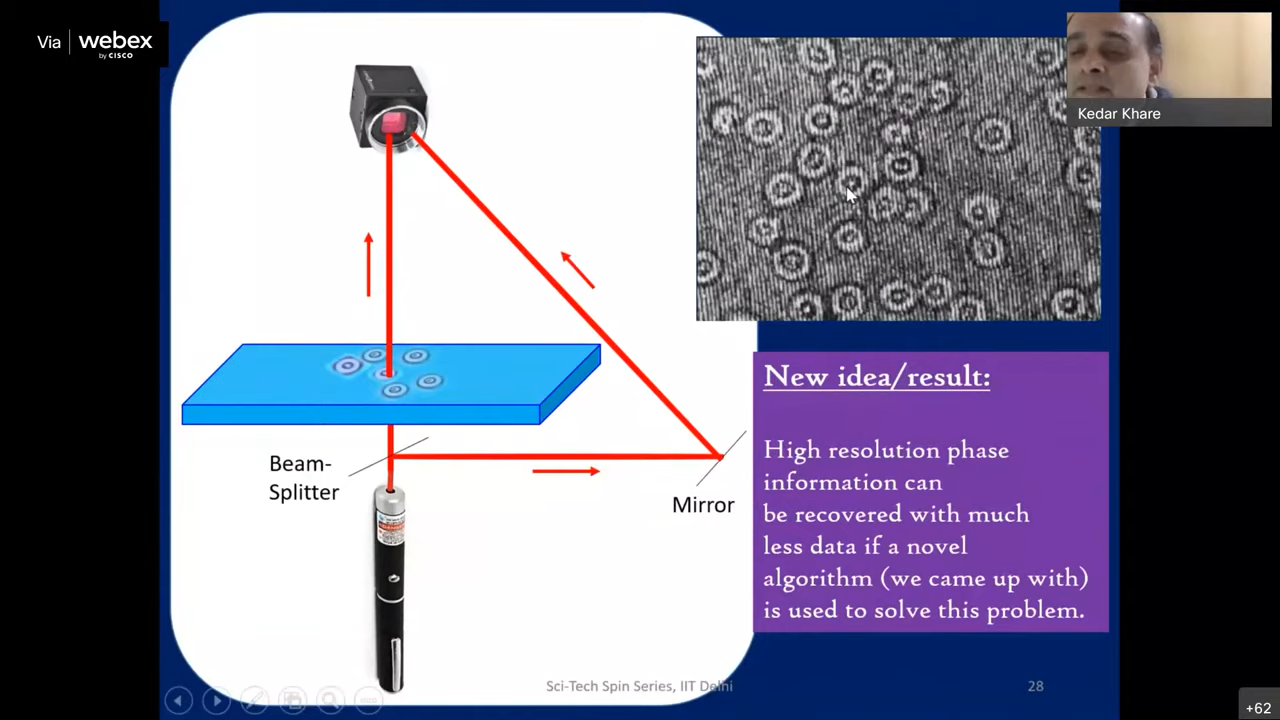 Via
webex
by CISCO
Kedar Khare
New idea/result:
High resolution phase
information can
be recovered with much
less data if a novel
algorithm (we came up with)
is used to solve this problem.
Beam-
Splitter
Mirror
Sci-Tech Spin Series, IIT Delhi
28
+62